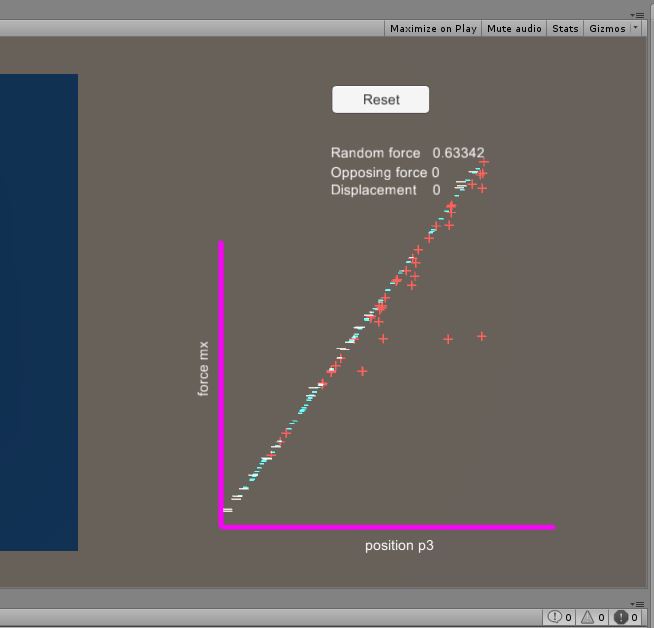 Maximize on Play Mute audio Stats Gizmos
Reset
Random force 0.63342
Opposing force 0
Displacement 0
force mx
position p3
0 0 0